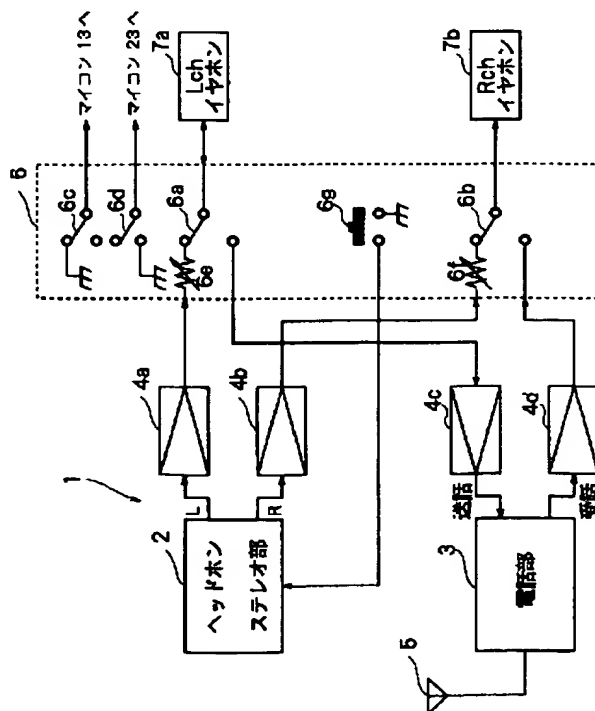 1
2
ヘッドホン
ステレオ部
L
R
4a
4b
3
電話部
送話
受話
4c
4d
5
6
6c
6d
6a
6e
6g
6b
6f
マイコン13へ
マイコン23へ
7a
Lch
イヤホン
7b
Rch
イヤホン